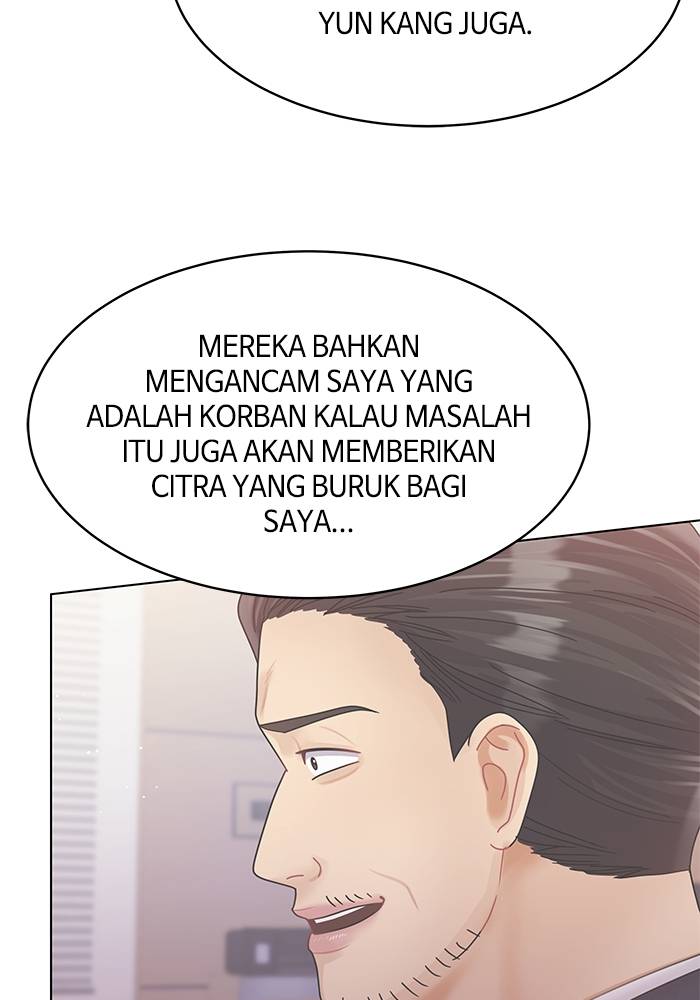 YUN KANG JUGA.
MEREKA BAHKAN
MENGANCAM SAYA YANG
ADALAH KORBAN KALAU MASALAH
ITU JUGA AKAN MEMBERIKAN
CITRA YANG BURUK BAGI
SAYA...